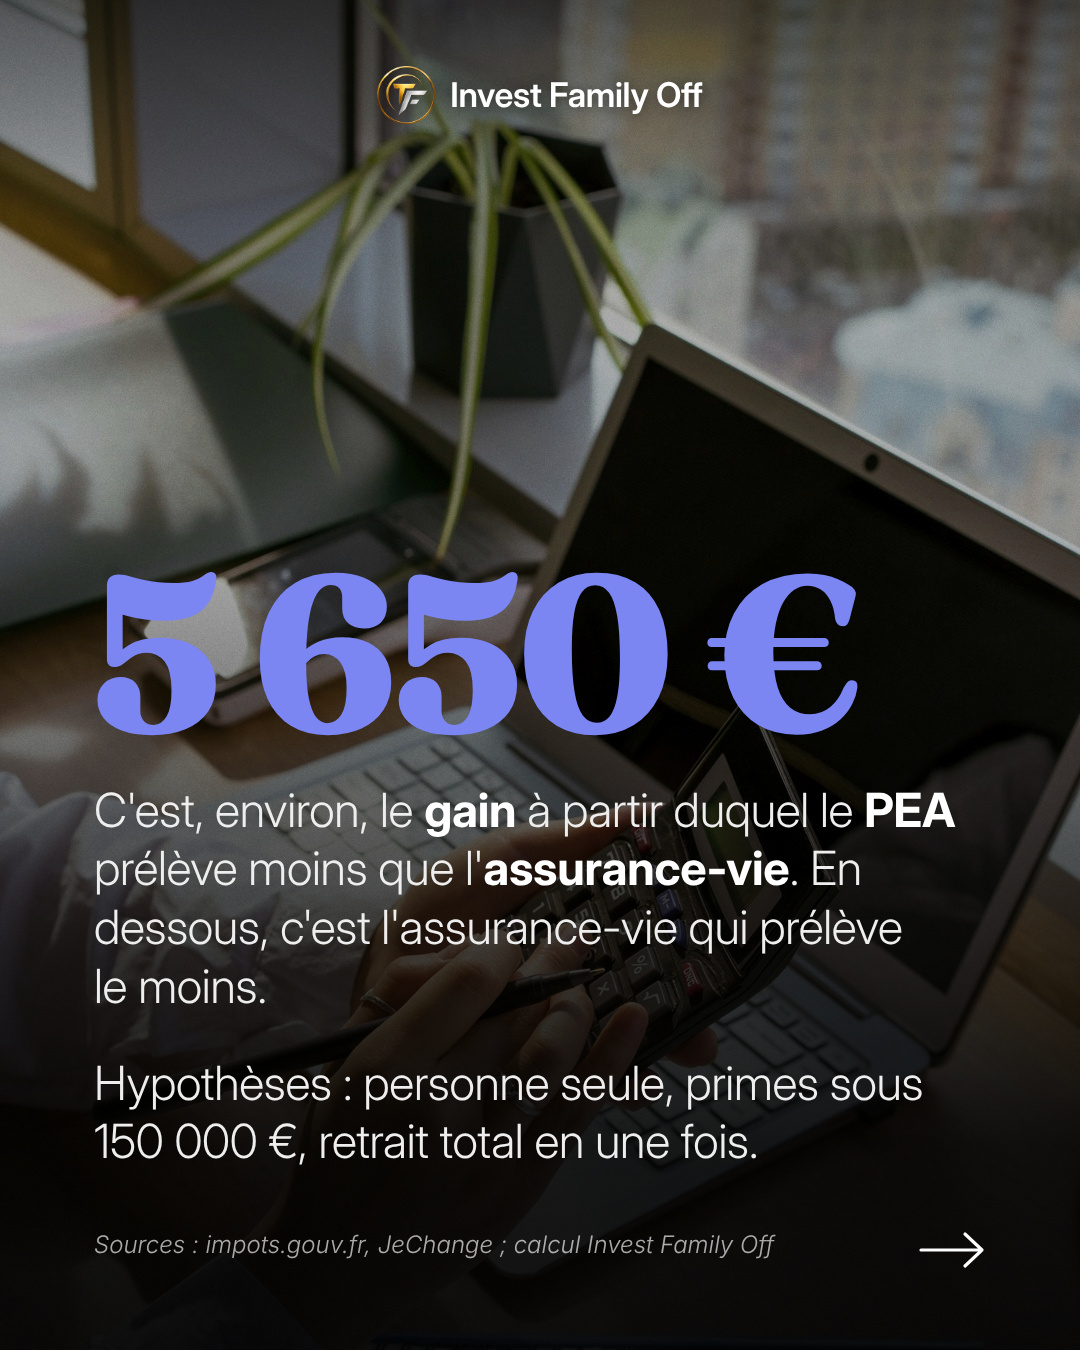 Invest Family Off
5 650 €
C'est, environ, le gain à partir duquel le PEA
prélève moins que l'assurance-vie. En
dessous, c'est l'assurance-vie qui prélève
le moins.
Hypothèses : personne seule, primes sous
150 000 €, retrait total en une fois.
Sources : impots.gouv.fr, JeChange ; calcul Invest Family Off